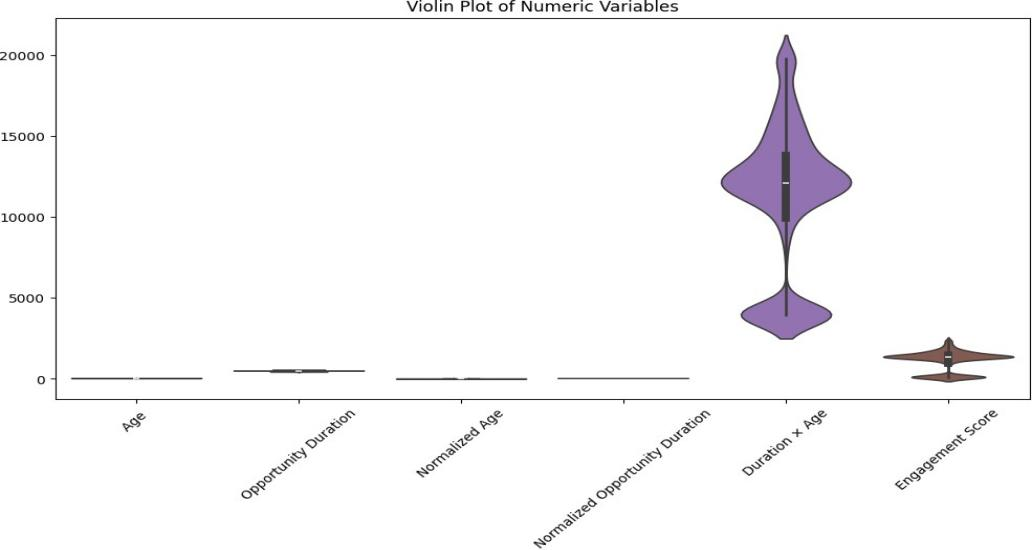 Violin Plot of Numeric Variables
20000
15000
10000
5000
0
Age
Opportunity Duration
Normalized Age
Normalized Opportunity Duration
Duration × Age
Engagement Score